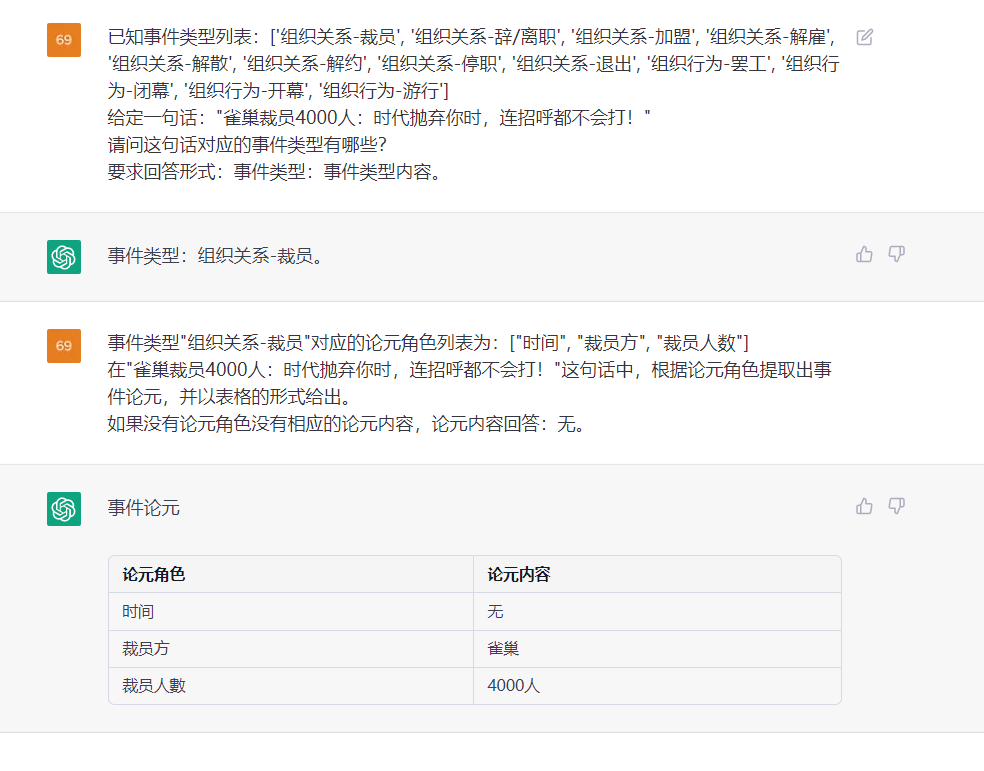 69
已知事件类型列表：['组织关系-裁员', '组织关系-辞/离职', '组织关系-加盟', '组织关系-解雇',
'组织关系-解散', '组织关系-解约', '组织关系-停职', '组织关系-退出', '组织行为-罢工', '组织行
为-闭幕', '组织行为-开幕', '组织行为-游行']
给定一句话："雀巢裁员4000人：时代抛弃你时，连招呼都不会打！"
请问这句话对应的事件类型有哪些？
要求回答形式：事件类型：事件类型内容。
事件类型：组织关系-裁员。
69
事件类型"组织关系-裁员"对应的论元角色列表为：["时间", "裁员方", "裁员人数"]
在"雀巢裁员4000人：时代抛弃你时，连招呼都不会打！"这句话中，根据论元角色提取出事
件论元，并以表格的形式给出。
如果没有论元角色没有相应的论元内容，论元内容回答：无。
事件论元
论元角色 论元内容
时间 无
裁员方 雀巢
裁员人數 4000人